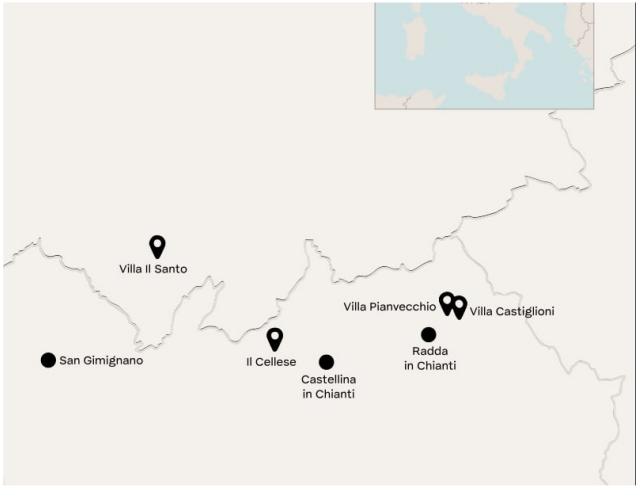 Villa Il Santo
Villa Pianvecchio
Villa Castiglioni
San Gimignano
Il Cellese
Radda
in Chianti
Castellina
in Chianti